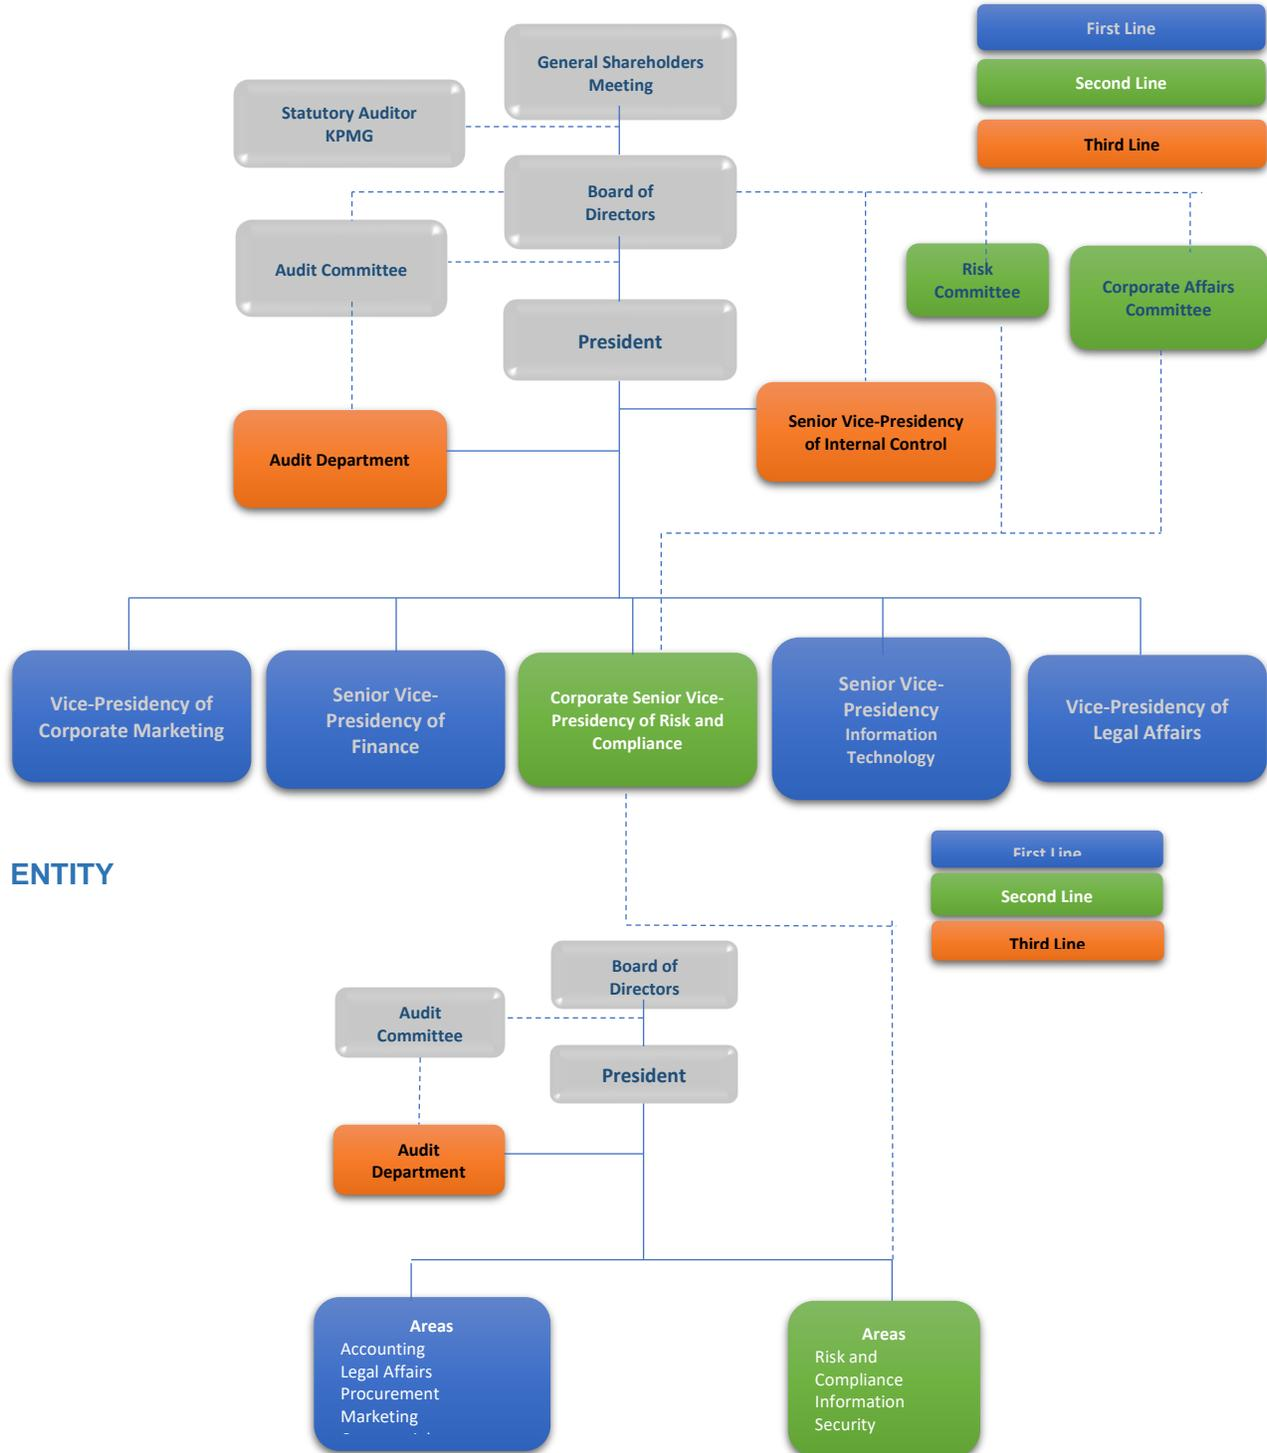 First Line
General Shareholders
Meeting
Second Line
Statutory Auditor
KPMG
Third Line
Board of
Directors
Audit Committee
Risk
Committee
Corporate Affairs
Committee
President
Senior Vice-Presidency
of Internal Control
Audit Department
Vice-Presidency of
Corporate Marketing
Senior Vice-
Presidency of
Finance
Corporate Senior Vice-
Presidency of Risk and
Compliance
Senior Vice-
Presidency
Information
Technology
Vice-Presidency of
Legal Affairs
ENTITY
First Line
Second Line
Third Line
Board of
Directors
Audit
Committee
President
Audit
Department
Areas
Accounting
Legal Affairs
Procurement
Marketing
Areas
Risk and
Compliance
Information
Security